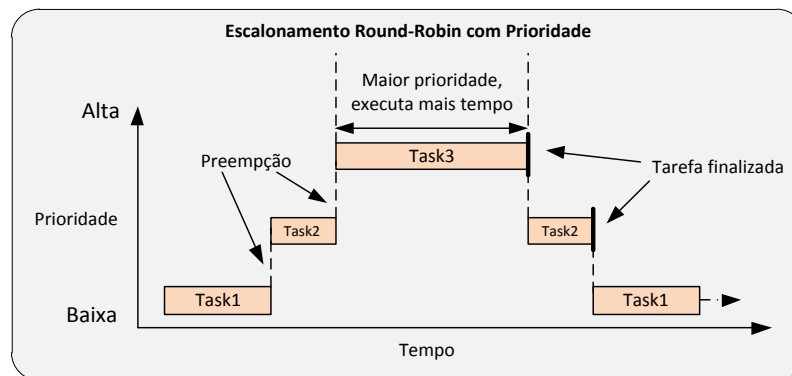 Escalonamento Round-Robin com Prioridade
Maior prioridade,
executa mais tempo
Alta
Task3
Preempção
Tarefa finalizada
Prioridade
Task2
Task2
Task1
Task1
Baixa
Tempo